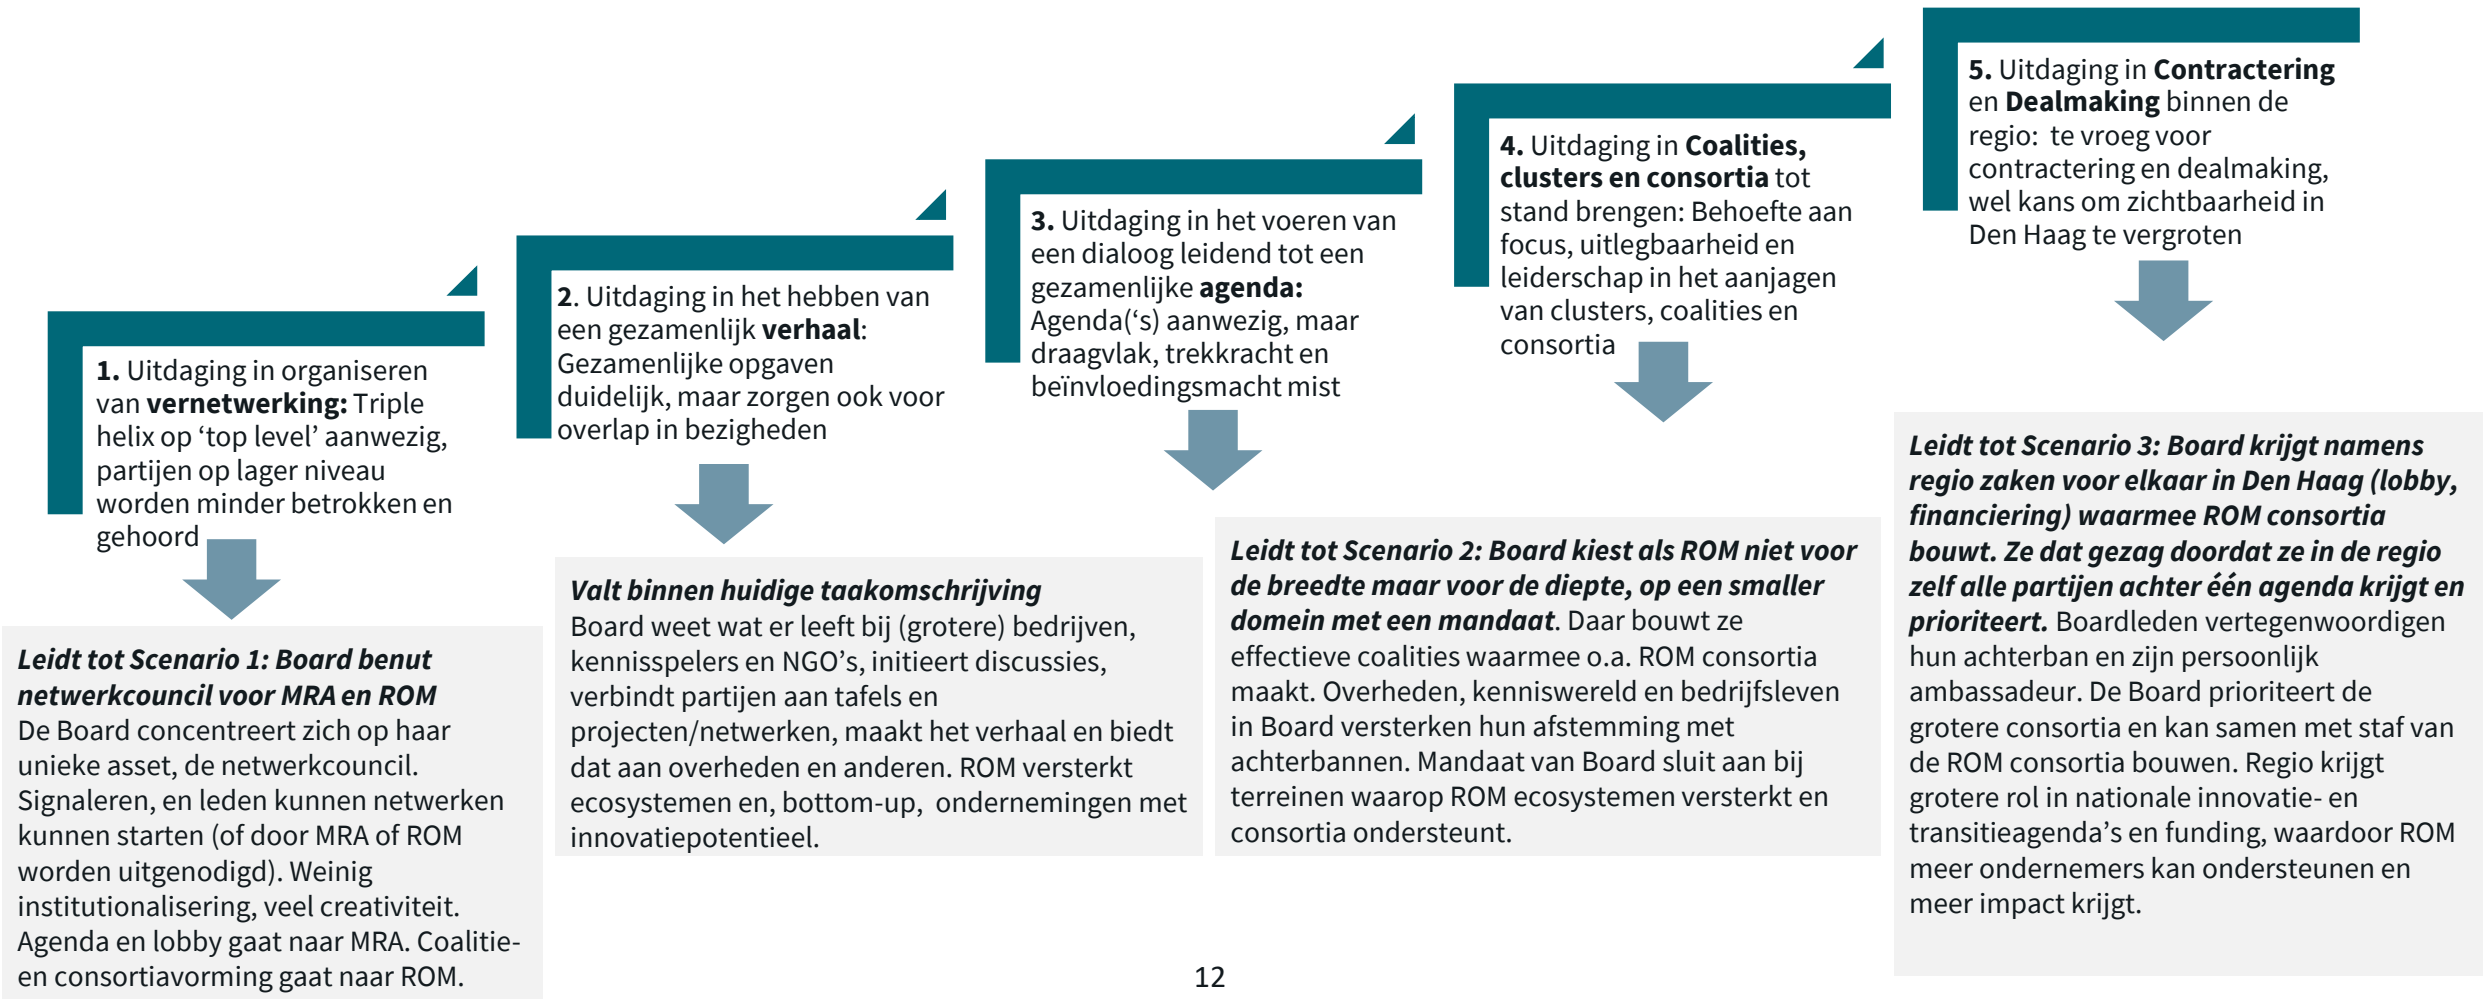 1. Uitdaging in organiseren
van vernetwerking: Triple
helix op ‘top level’ aanwezig,
partijen op lager niveau
worden minder betrokken en
gehoord
2. Uitdaging in het hebben van
een gezamenlijk verhaal:
Gezamenlijke opgaven
duidelijk, maar zorgen ook voor
overlap in bezigheden
3. Uitdaging in het voeren van
een dialoog leidend tot een
gezamenlijke agenda:
Agenda(‘s) aanwezig, maar
draagvlak, trekkracht en
beïnvloedingsmacht mist
4. Uitdaging in Coalities,
clusters en consortia tot
stand brengen: Behoefte aan
focus, uitlegbaarheid en
leiderschap in het aanjagen
van clusters, coalities en
consortia
5. Uitdaging in Contractering
en Dealmaking binnen de
regio: te vroeg voor
contractering en dealmaking,
wel kans om zichtbaarheid in
Den Haag te vergroten
Leidt tot Scenario 1: Board benut
netwerkcouncil voor MRA en ROM
De Board concentreert zich op haar
unieke asset, de netwerkcouncil.
Signaleren, en leden kunnen netwerken
kunnen starten (of door MRA of ROM
worden uitgenodigd). Weinig
institutionalisering, veel creativiteit.
Agenda en lobby gaat naar MRA. Coalitie-
en consortiavorming gaat naar ROM.
Valt binnen huidige taakomschrijving
Board weet wat er leeft bij (grotere) bedrijven,
kennisspelers en NGO’s, initieert discussies,
verbindt partijen aan tafels en
projecten/netwerken, maakt het verhaal en biedt
dat aan overheden en anderen. ROM versterkt
ecosystemen en, bottom-up, ondernemingen met
innovatiepotentieel.
Leidt tot Scenario 2: Board kiest als ROM niet voor
de breedte maar voor de diepte, op een smaller
domein met een mandaat. Daar bouwt ze
effectieve coalities waarmee o.a. ROM consortia
maakt. Overheden, kenniswereld en bedrijfsleven
in Board versterken hun afstemming met
achterbannen. Mandaat van Board sluit aan bij
terreinen waarop ROM ecosystemen versterkt en
consortia ondersteunt.
Leidt tot Scenario 3: Board krijgt namens
regio zaken voor elkaar in Den Haag (lobby,
financiering) waarmee ROM consortia
bouwt. Ze dat gezag doordat ze in de regio
zelf alle partijen achter één agenda krijgt en
prioriteert. Boardleden vertegenwoordigen
hun achterban en zijn persoonlijk
ambassadeur. De Board prioriteert de
grotere consortia en kan samen met staf van
de ROM consortia bouwen. Regio krijgt
grotere rol in nationale innovatie- en
transitieagenda’s en funding, waardoor ROM
meer ondernemers kan ondersteunen en
meer impact krijgt.
12